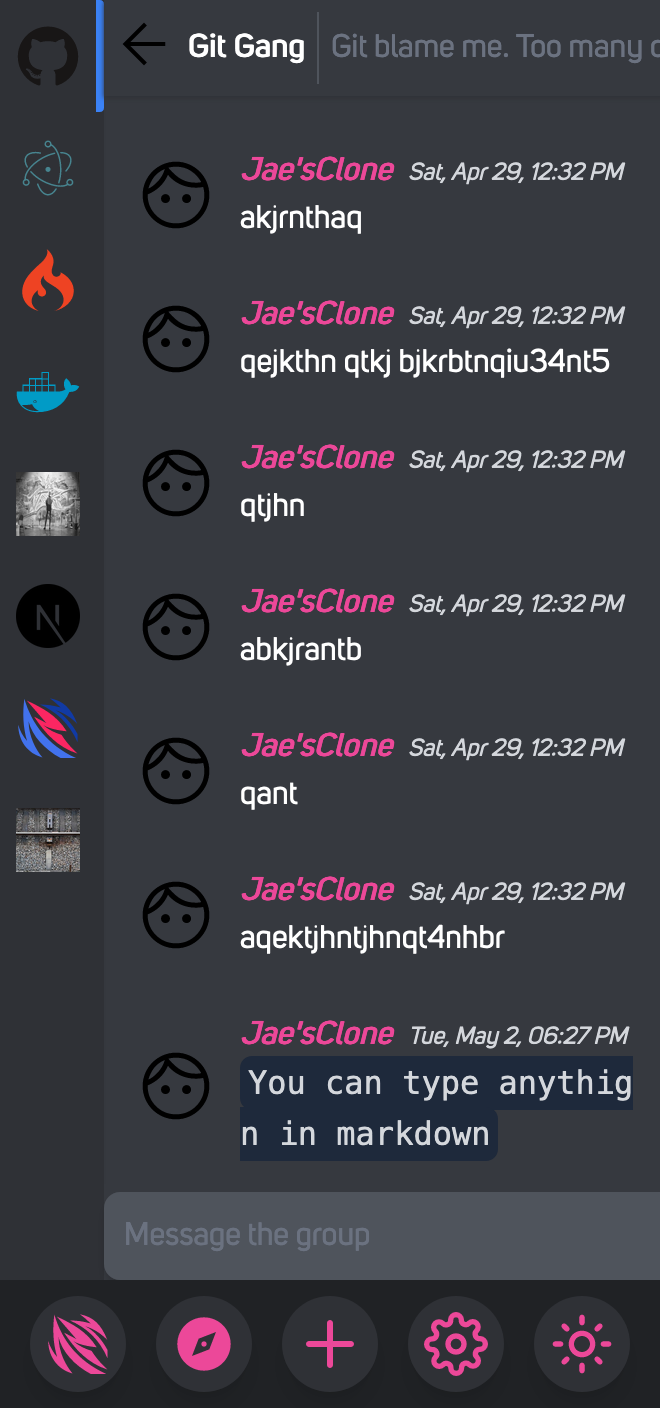 Git Gang Git blame me. Too many
Jae'sClone Sat, Apr 29, 12:32 PM
akjrnthaq
Jae'sClone Sat, Apr 29, 12:32 PM
qejkthn qtkj bjkrbtnqiu34nt5
Jae'sClone Sat, Apr 29, 12:32 PM
qtjhn
Jae'sClone Sat, Apr 29, 12:32 PM
abkjrantb
Jae'sClone Sat, Apr 29, 12:32 PM
qant
Jae'sClone Sat, Apr 29, 12:32 PM
aqektjhntjhnqt4nhbr
Jae'sClone Tue, May 2, 06:27 PM
You can type anythig
n in markdown
Message the group